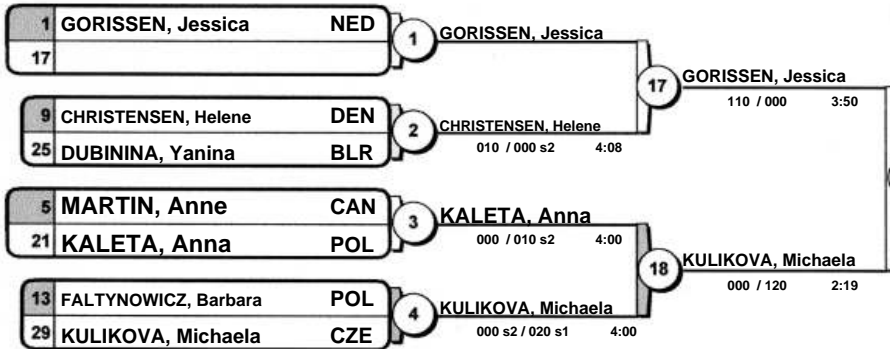 1 GORISSEN, Jessica NED
17
1
GORISSEN, Jessica
9 CHRISTENSEN, Helene DEN
25 DUBININA, Yanina BLR
2
CHRISTENSEN, Helene
010 / 000 s2 4:08
17
GORISSEN, Jessica
110 / 000 3:50
5 MARTIN, Anne CAN
21 KALETA, Anna POL
3
KALETA, Anna
000 / 010 s2 4:00
13 FALTYNOWICZ, Barbara POL
29 KULIKOVA, Michaela CZE
4
KULIKOVA, Michaela
000 s2 / 020 s1 4:00
18
KULIKOVA, Michaela
000 / 120 2:19